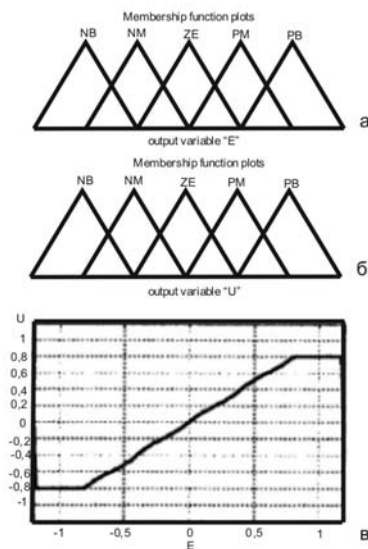 Membership function plots
NB NM ZE PM PB
а
output variable "E"
Membership function plots
NB NM ZE PM PB
б
output variable "U"
U
1
0,8
0,6
0,4
0,2
0
-0,2
-0,4
-0,6
-0,8
-1
-1 -0,5 0 0,5 1
E
в